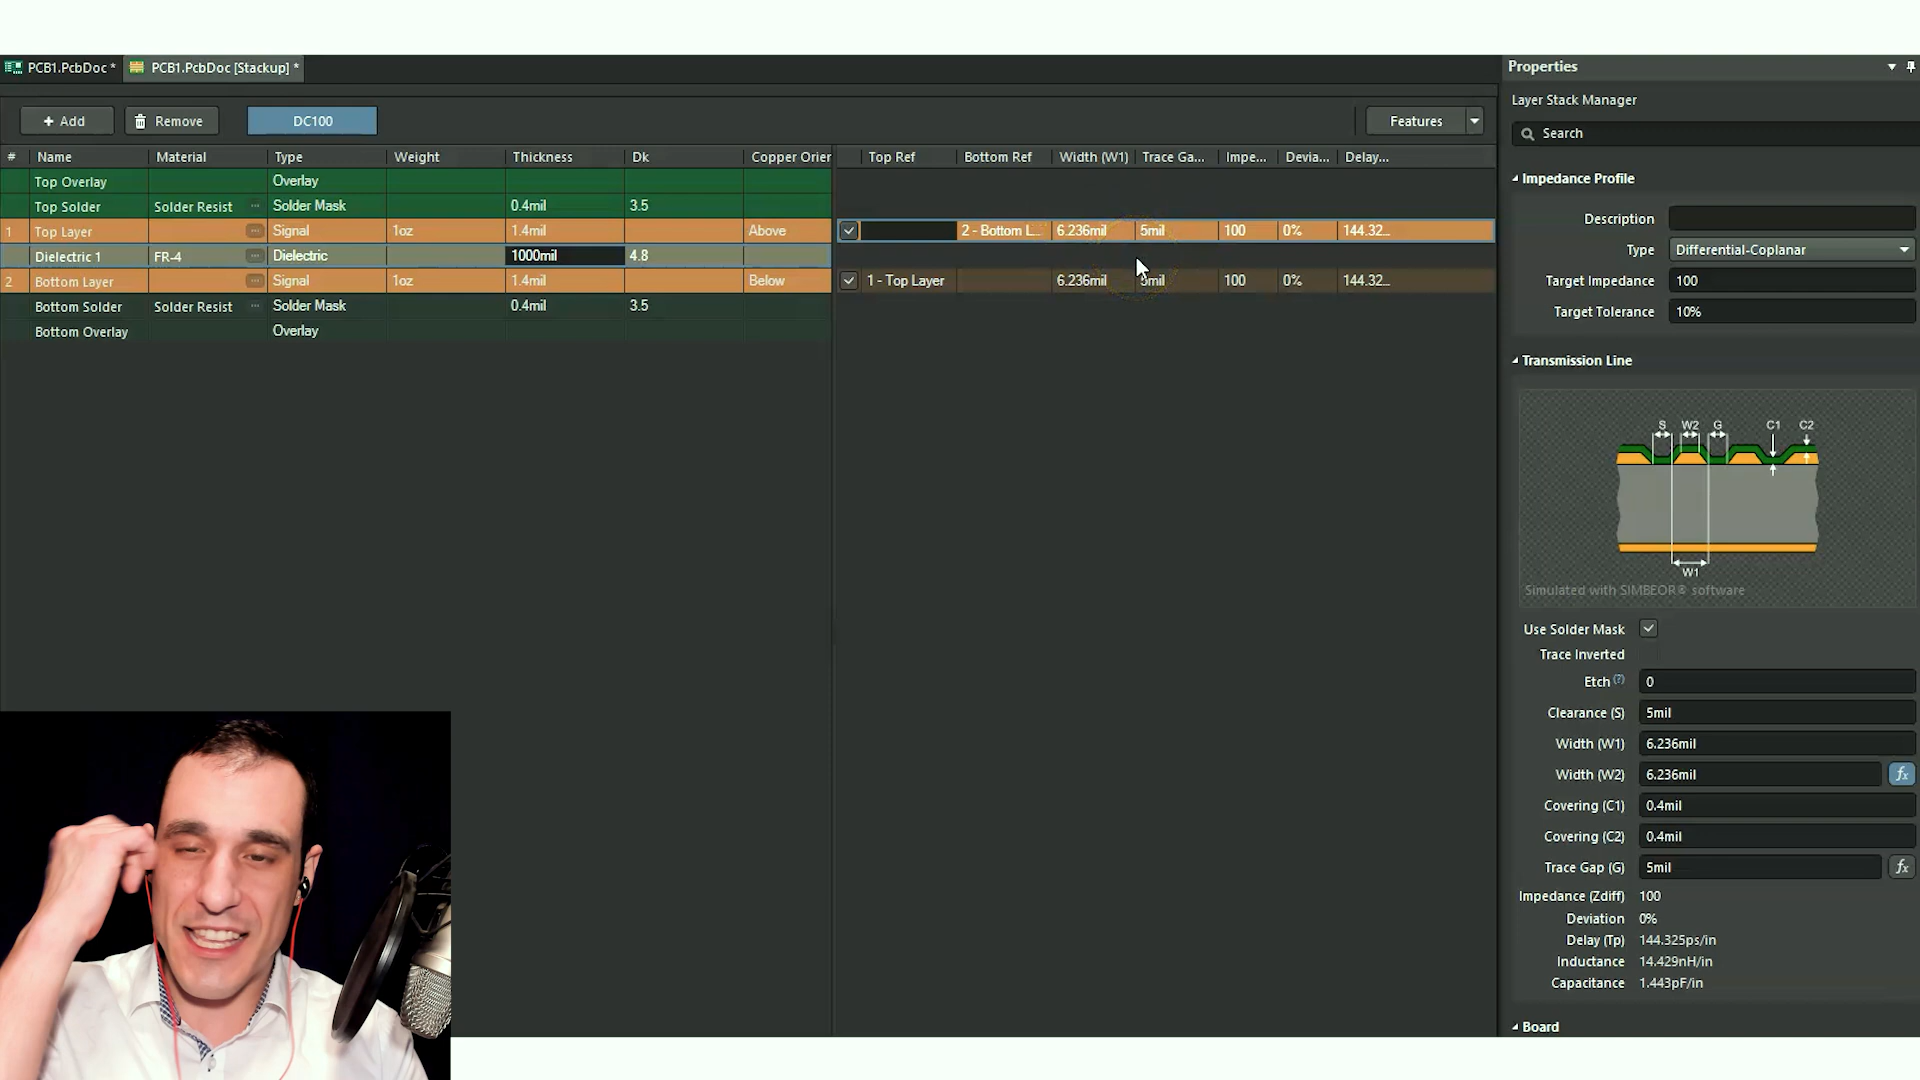 PCB1.PcbDoc *
PCB1.PcbDoc [Stackup] *
+ Add
Remove
DC100
Features
# Name Material Type Weight Thickness Dk Copper Orier Top Ref Bottom Ref Width (W1) Trace Ga... Impe... Devia... Delay...
Top Overlay Overlay
Top Solder Solder Resist ... Solder Mask 0.4mil 3.5
1 Top Layer ... Signal 1oz 1.4mil Above 2 - Bottom L... 6.236mil 5mil 100 0% 144.32...
Dielectric 1 FR-4 ... Dielectric 1000mil 4.8
2 Bottom Layer ... Signal 1oz 1.4mil Below 1 - Top Layer 6.236mil 5mil 100 0% 144.32...
Bottom Solder Solder Resist ... Solder Mask 0.4mil 3.5
Bottom Overlay Overlay
Properties
Layer Stack Manager
Search
Impedance Profile
Description
Type Differential-Coplanar
Target Impedance 100
Target Tolerance 10%
Transmission Line
S W2 G C1 C2
W1
Simulated with SIMBEOR® software
Use Solder Mask
Trace Inverted
Etch (?) 0
Clearance (S) 5mil
Width (W1) 6.236mil
Width (W2) 6.236mil fx
Covering (C1) 0.4mil
Covering (C2) 0.4mil
Trace Gap (G) 5mil fx
Impedance (Zdiff) 100
Deviation 0%
Delay (Tp) 144.325ps/in
Inductance 14.429nH/in
Capacitance 1.443pF/in
Board